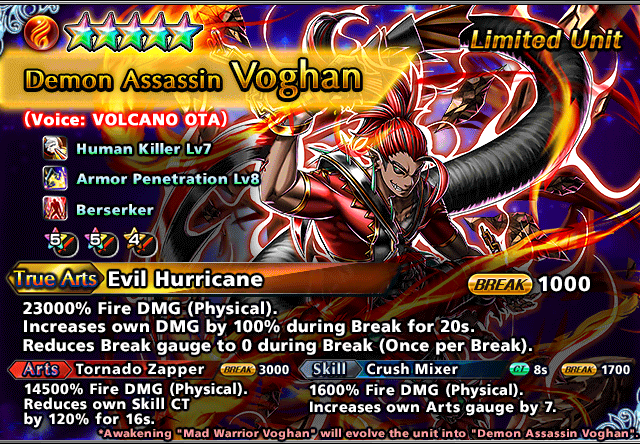 Limited Unit
Demon Assassin Voghan
(Voice: VOLCANO OTA)
Human Killer Lv7
Armor Penetration Lv8
Berserker
5 5 4
True Arts Evil Hurricane BREAK 1000
23000% Fire DMG (Physical).
Increases own DMG by 100% during Break for 20s.
Reduces Break gauge to 0 during Break (Once per Break).
Arts Tornado Zapper BREAK 3000
14500% Fire DMG (Physical).
Reduces own Skill CT
by 120% for 16s.
Skill Crush Mixer CT 8s BREAK 1700
1600% Fire DMG (Physical).
Increases own Arts gauge by 7.
*Awakening "Mad Warrior Voghan" will evolve the unit into "Demon Assassin Voghan".